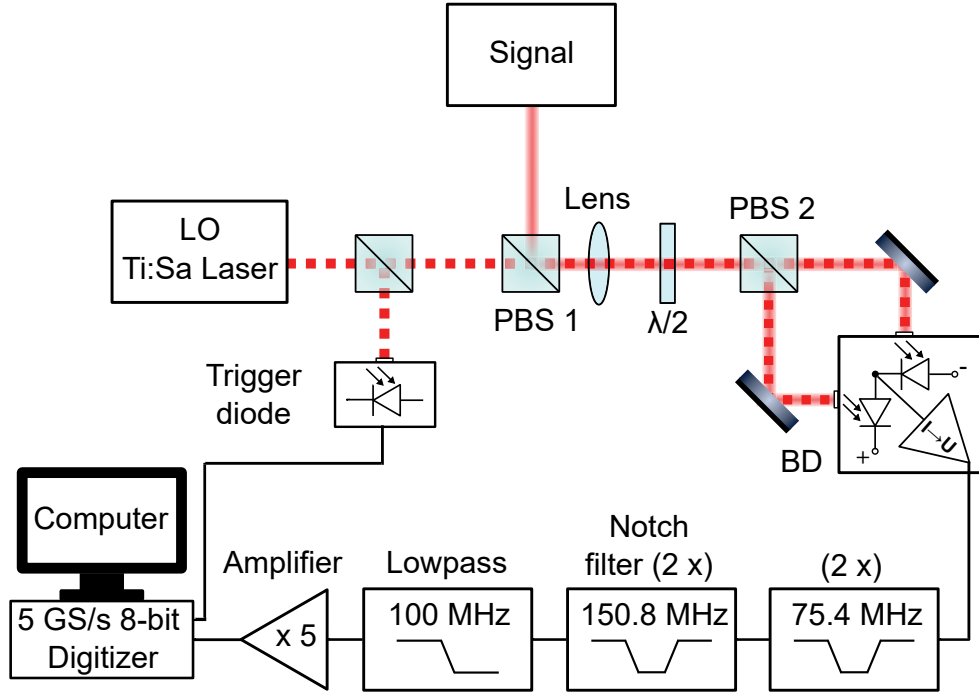 Signal
LO
Ti:Sa Laser
Lens
PBS 2
PBS 1
λ/2
Trigger
diode
-
I→U
+
BD
Computer
5 GS/s 8-bit
Digitizer
Amplifier
x 5
Lowpass
100 MHz
Notch
filter (2 x)
150.8 MHz
(2 x)
75.4 MHz